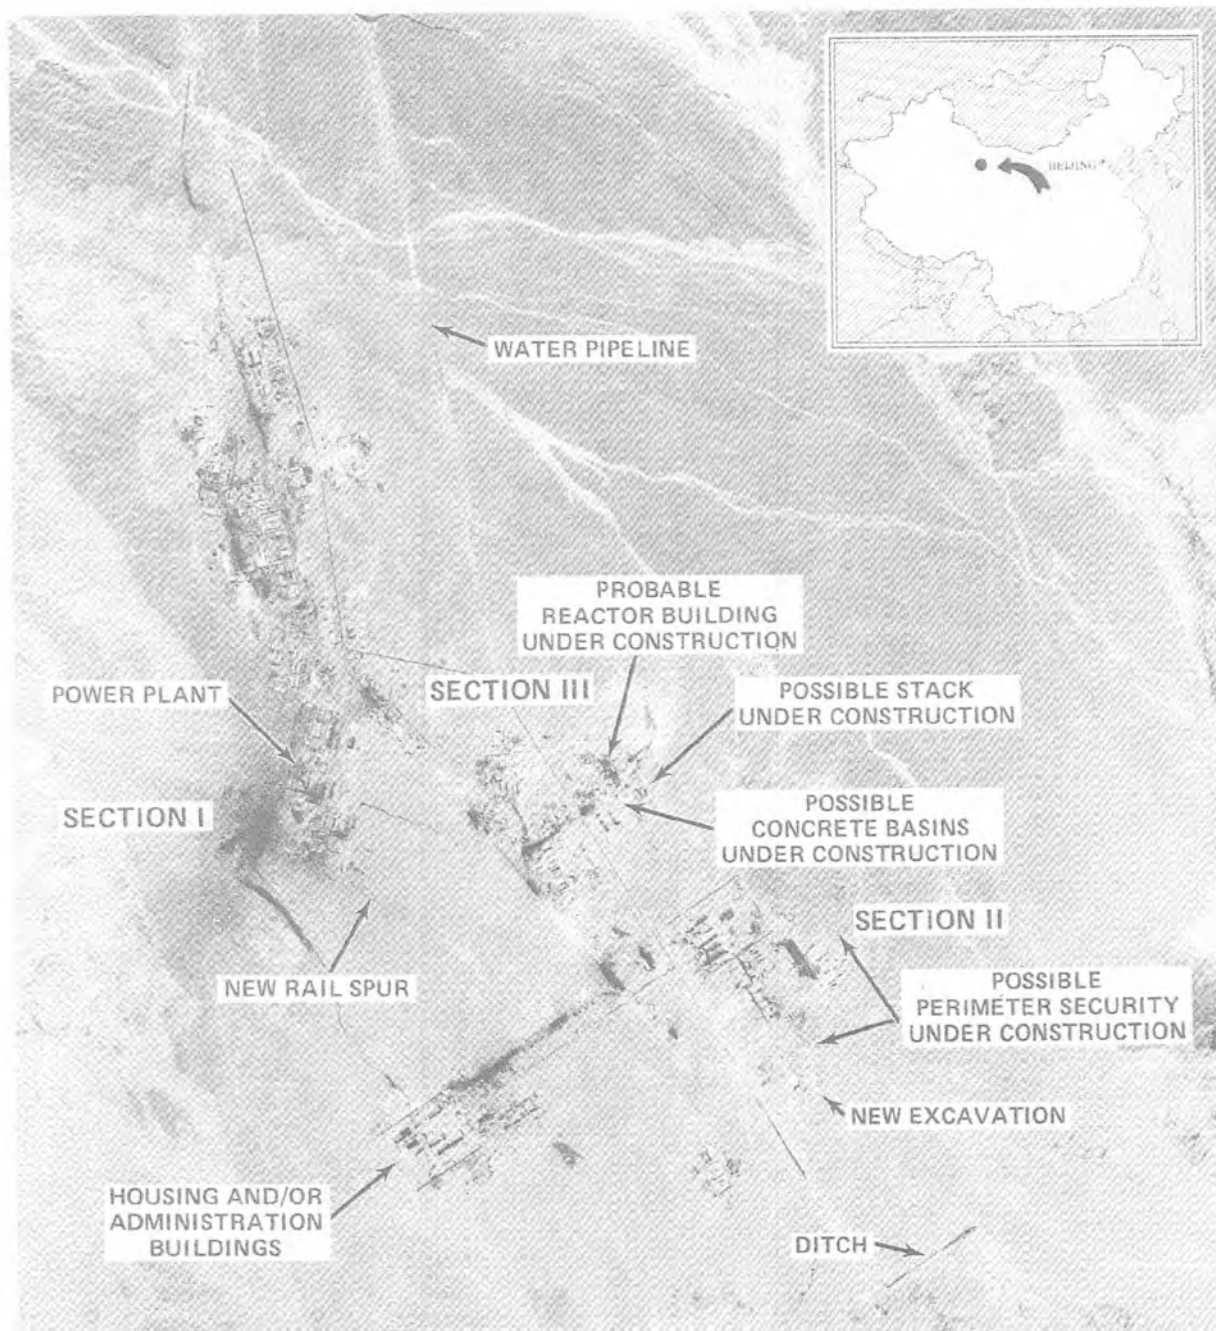 BEIJING
WATER PIPELINE
PROBABLE
REACTOR BUILDING
UNDER CONSTRUCTION
SECTION III
POWER PLANT
POSSIBLE STACK
UNDER CONSTRUCTION
SECTION I
POSSIBLE
CONCRETE BASINS
UNDER CONSTRUCTION
SECTION II
NEW RAIL SPUR
POSSIBLE
PERIMETER SECURITY
UNDER CONSTRUCTION
NEW EXCAVATION
HOUSING AND/OR
ADMINISTRATION
BUILDINGS
DITCH